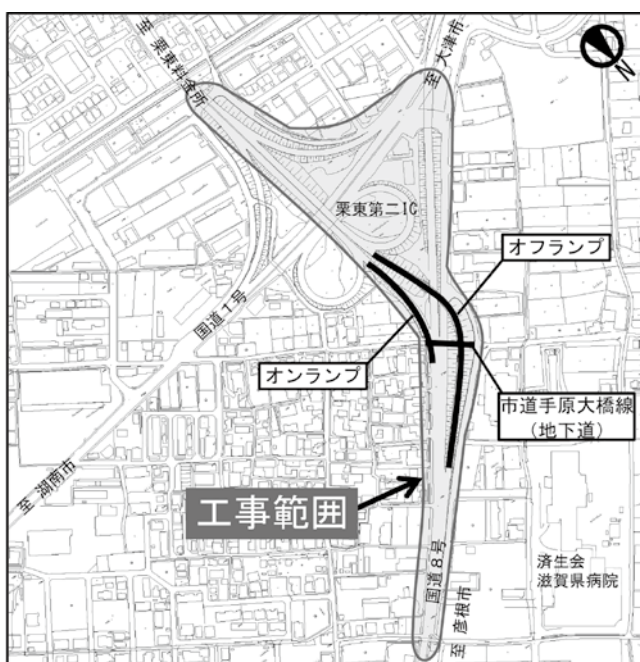 至 栗東料金所
至 大津市
N
栗東第二IC
オフランプ
国道1号
オンランプ
市道手原大橋線
(地下道)
至 湖南市
工事範囲
国道8号
済生会
滋賀県病院
至 彦根市